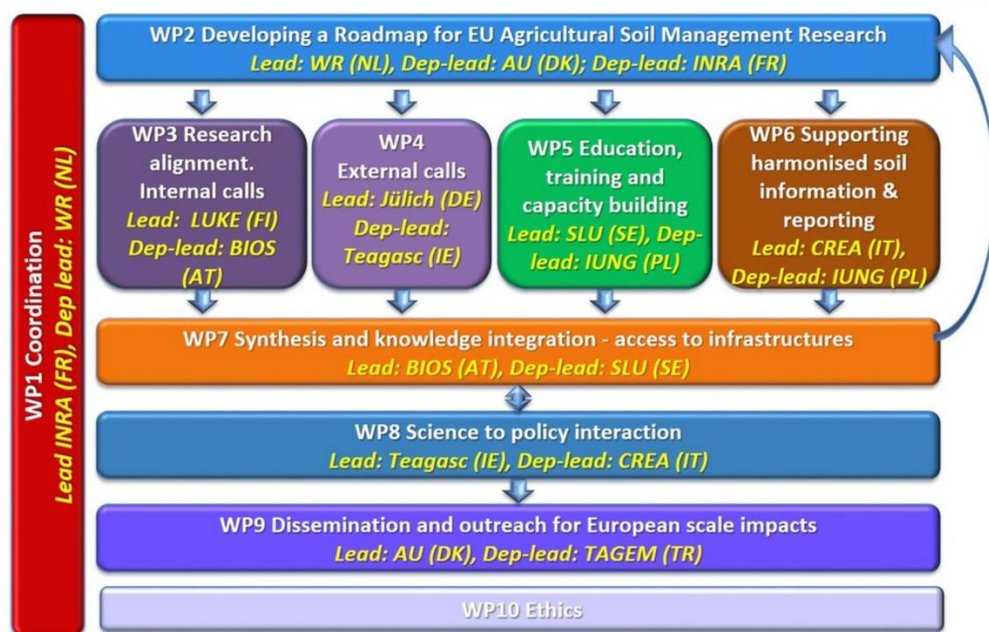 WP1 Coordination
Lead INRA (FR), Dep lead: WR (NL)
WP2 Developing a Roadmap for EU Agricultural Soil Management Research
Lead: WR (NL), Dep-lead: AU (DK); Dep-lead: INRA (FR)
WP3 Research
alignment.
Internal calls
Lead: LUKE (FI)
Dep-lead: BIOS
(AT)
WP4
External calls
Lead: Jülich (DE)
Dep-lead:
Teagasc (IE)
WP5 Education,
training and
capacity building
Lead: SLU (SE), Dep-
lead: IUNG (PL)
WP6 Supporting
harmonised soil
information &
reporting
Lead: CREA (IT),
Dep-lead: IUNG (PL)
WP7 Synthesis and knowledge integration - access to infrastructures
Lead: BIOS (AT), Dep-lead: SLU (SE)
WP8 Science to policy interaction
Lead: Teagasc (IE), Dep-lead: CREA (IT)
WP9 Dissemination and outreach for European scale impacts
Lead: AU (DK), Dep-lead: TAGEM (TR)
WP10 Ethics